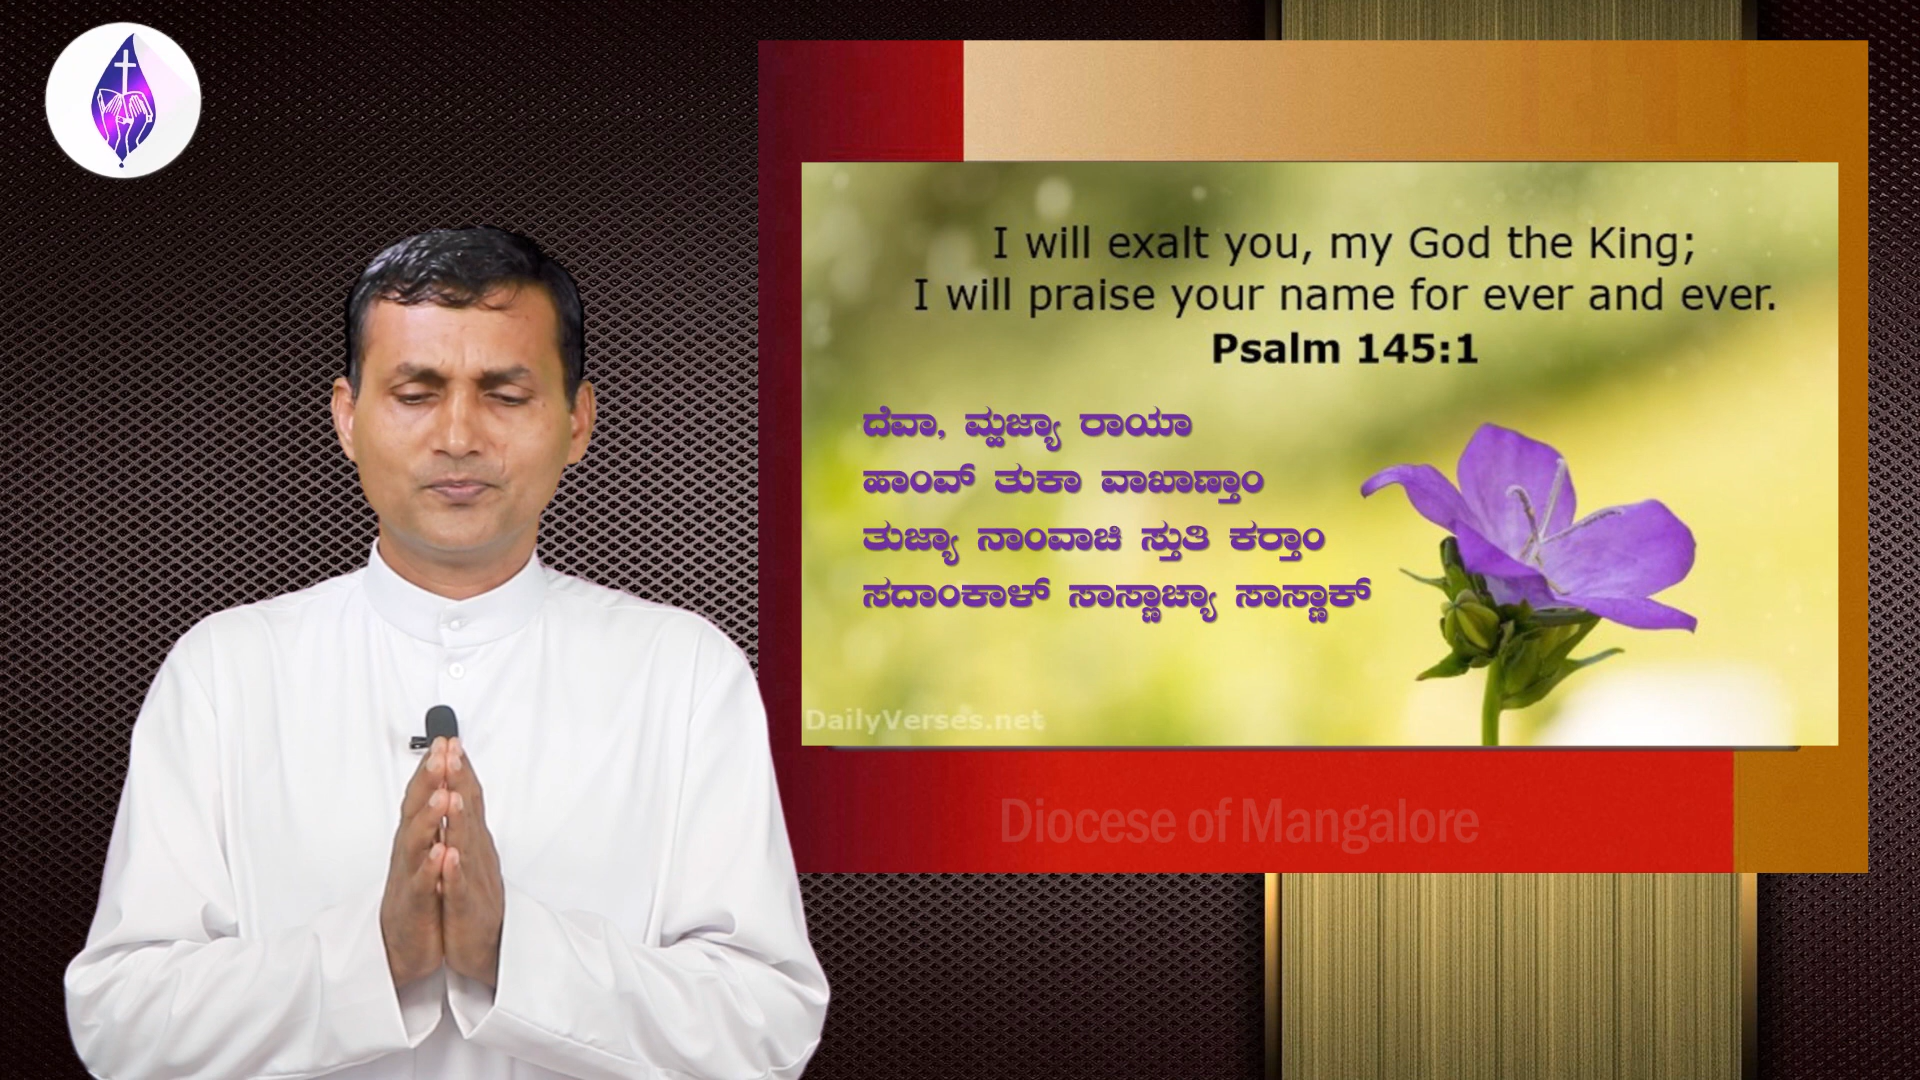 I will exalt you, my God the King;
I will praise your name for ever and ever.
Psalm 145:1
ದೆವಾ, ಮ್ಹಜ್ಯಾ ರಾಯಾ
ಹಾಂವ್ ತುಕಾ ವಾಖಾಣ್ತಾಂ
ತುಜ್ಯಾ ನಾಂವಾಚಿ ಸ್ತುತಿ ಕರ‍್ತಾಂ
ಸದಾಂಕಾಳ್ ಸಾಸ್ಣಾಚ್ಯಾ ಸಾಸ್ಣಾಕ್
DailyVerses.net
Diocese of Mangalore